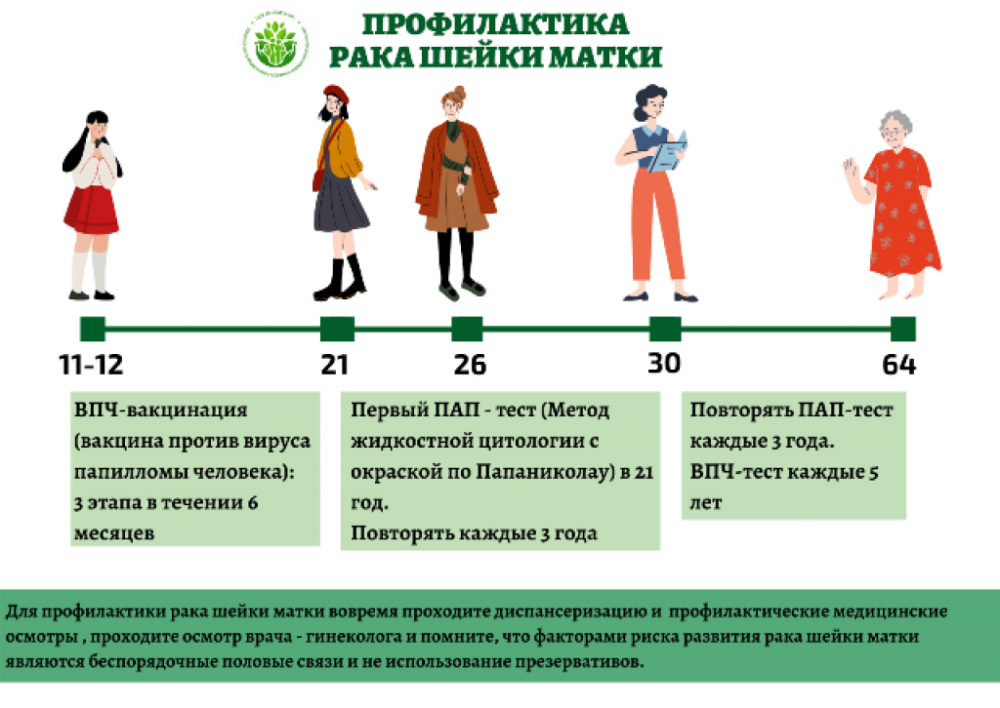 ПРОФИЛАКТИКА
РАКА ШЕЙКИ МАТКИ
11-12
21
26
30
64
ВПЧ-вакцинация
(вакцина против вируса
папилломы человека):
3 этапа в течении 6
месяцев
Первый ПАП - тест (Метод
жидкостной цитологии с
окраской по Папаниколау) в 21
год.
Повторять каждые 3 года
Повторять ПАП-тест
каждые 3 года.
ВПЧ-тест каждые 5
лет
Для профилактики рака шейки матки вовремя проходите диспансеризацию и профилактические медицинские
осмотры , проходите осмотр врача - гинеколога и помните, что факторами риска развития рака шейки матки
являются беспорядочные половые связи и не использование презервативов.